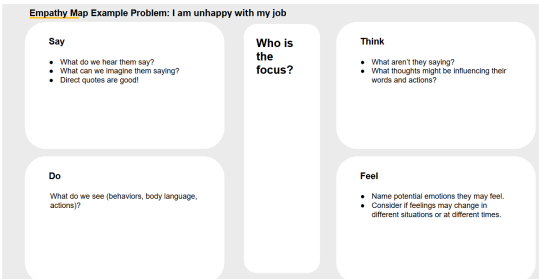 Empathy Map Example Problem: I am unhappy with my job
Say
● What do we hear them say?
● What can we imagine them saying?
● Direct quotes are good!
Who is
the
focus?
Think
● What aren't they saying?
● What thoughts might be influencing their
words and actions?
Do
What do we see (behaviors, body language,
actions)?
Feel
● Name potential emotions they may feel.
● Consider if feelings may change in
different situations or at different times.